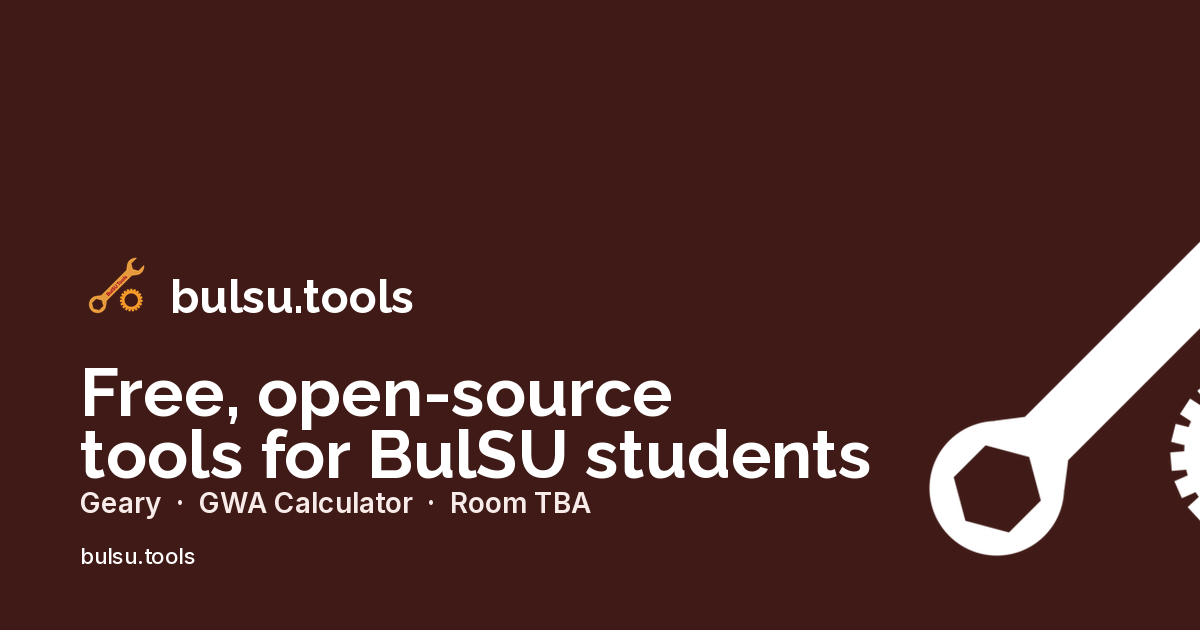 bulsu.tools
Free, open-source
tools for BulSU students
Geary · GWA Calculator · Room TBA
bulsu.tools